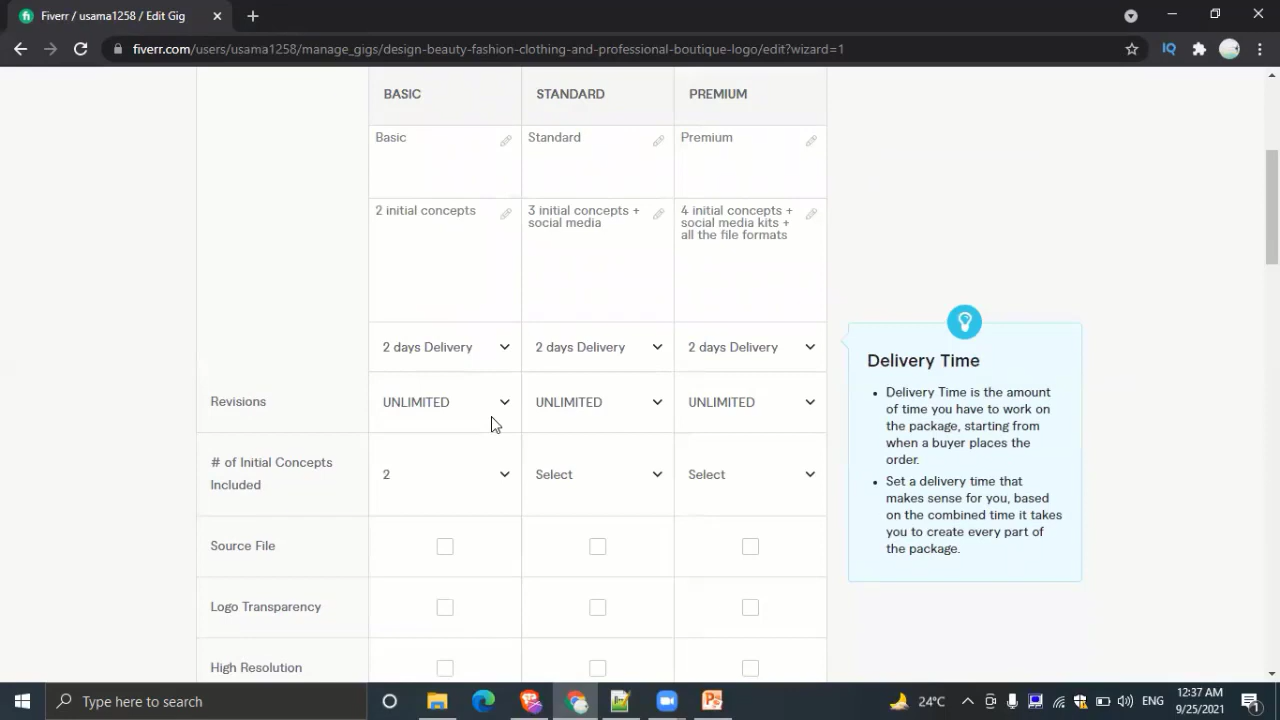 Fiverr / usama1258 / Edit Gig
fiverr.com/users/usama1258/manage_gigs/design-beauty-fashion-clothing-and-professional-boutique-logo/edit?wizard=1
IQ
BASIC STANDARD PREMIUM
Basic Standard Premium
2 initial concepts
3 initial concepts +
social media
4 initial concepts +
social media kits +
all the file formats
2 days Delivery 2 days Delivery 2 days Delivery
Revisions UNLIMITED UNLIMITED UNLIMITED
# of Initial Concepts
Included
2 Select Select
Source File
Logo Transparency
High Resolution
Delivery Time
Delivery Time is the amount
of time you have to work on
the package, starting from
when a buyer places the
order.
Set a delivery time that
makes sense for you, based
on the combined time it takes
you to create every part of
the package.
Type here to search
24°C
ENG
12:37 AM
9/25/2021
1